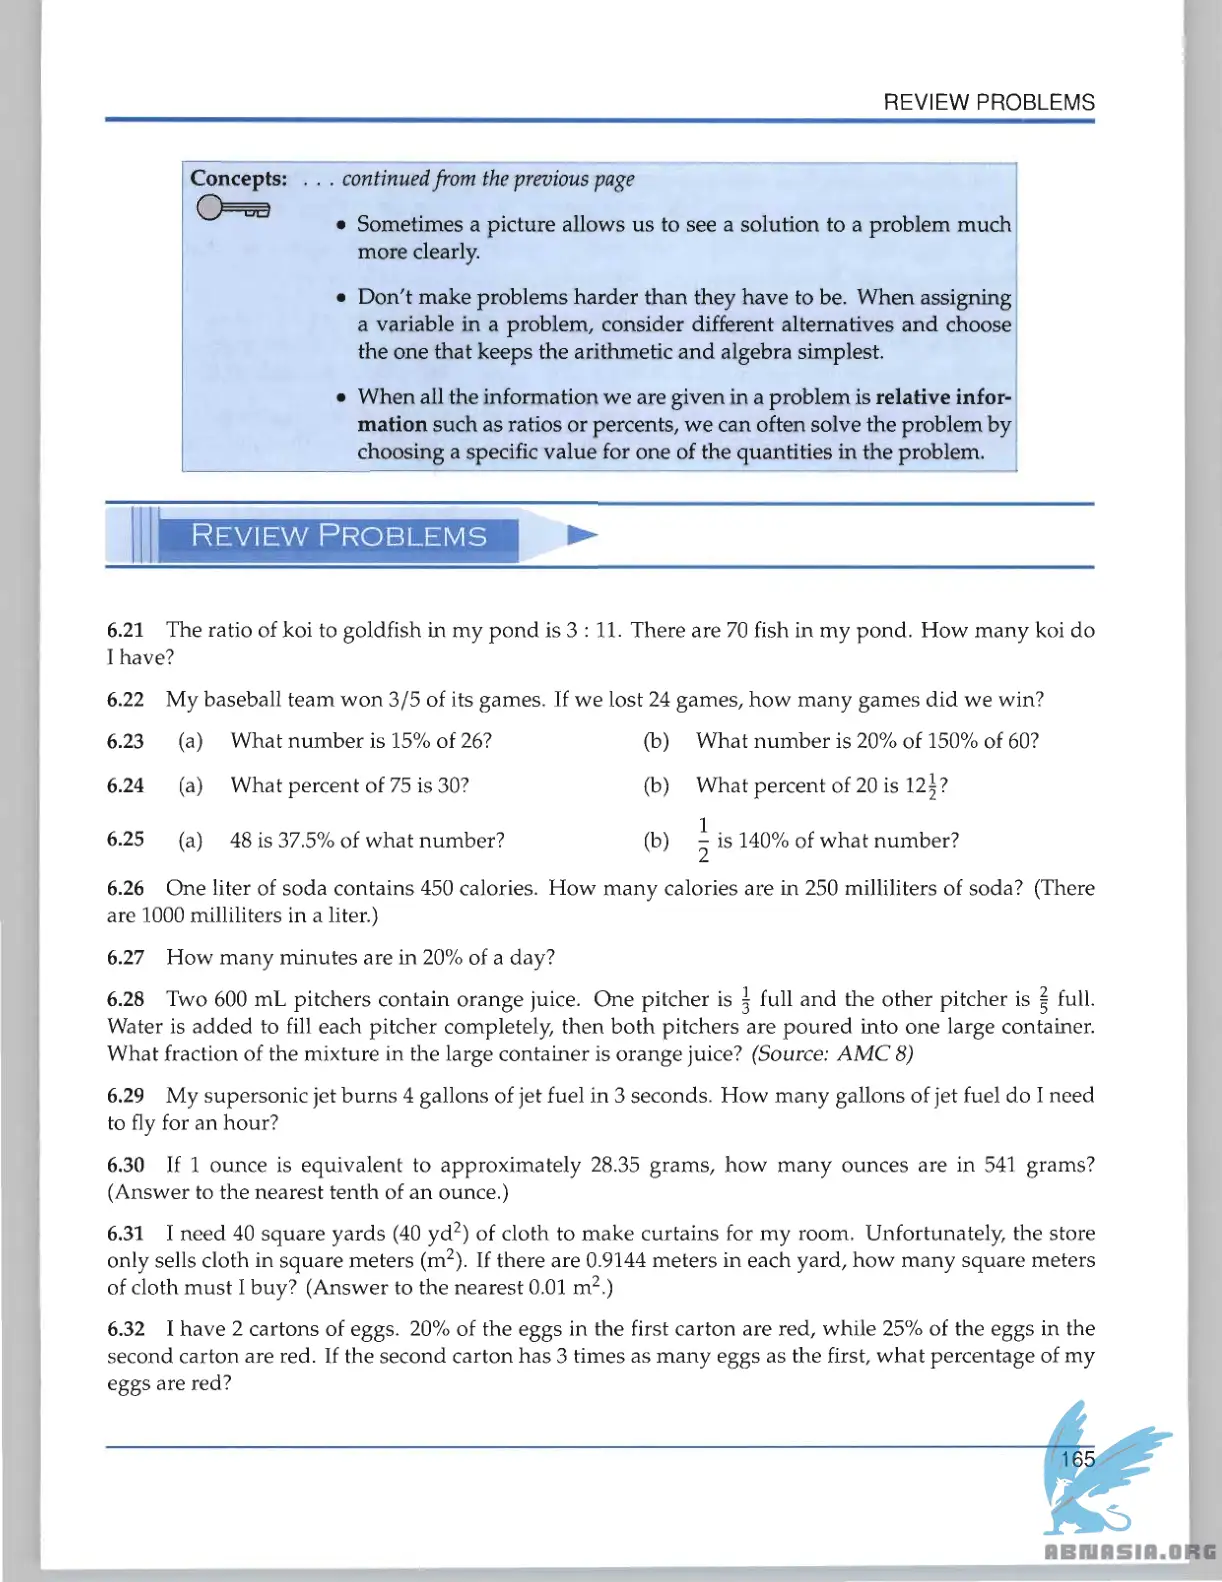 REVIEW PROBLEMS
Concepts: . . . continued from the previous page
• Sometimes a picture allows us to see a solution to a problem much
more clearly.
• Don't make problems harder than they have to be. When assigning
a variable in a problem, consider different alternatives and choose
the one that keeps the arithmetic and algebra simplest.
• When all the information we are given in a problem is relative infor-
mation such as ratios or percents, we can often solve the problem by
choosing a specific value for one of the quantities in the problem.
REVIEW PROBLEMS
6.21 The ratio of koi to goldfish in my pond is 3 : 11. There are 70 fish in my pond. How many koi do
I have?
6.22 My baseball team won 3/5 of its games. If we lost 24 games, how many games did we win?
6.23 (a) What number is 15% of 26? (b) What number is 20% of 150% of 60?
6.24 (a) What percent of 75 is 30? (b) What percent of 20 is 12½?
6.25 (a) 48 is 37.5% of what number? (b) 1/2 is 140% of what number?
6.26 One liter of soda contains 450 calories. How many calories are in 250 milliliters of soda? (There
are 1000 milliliters in a liter.)
6.27 How many minutes are in 20% of a day?
6.28 Two 600 mL pitchers contain orange juice. One pitcher is ⅓ full and the other pitcher is ⅖ full.
Water is added to fill each pitcher completely, then both pitchers are poured into one large container.
What fraction of the mixture in the large container is orange juice? (Source: AMC 8)
6.29 My supersonic jet burns 4 gallons of jet fuel in 3 seconds. How many gallons of jet fuel do I need
to fly for an hour?
6.30 If 1 ounce is equivalent to approximately 28.35 grams, how many ounces are in 541 grams?
(Answer to the nearest tenth of an ounce.)
6.31 I need 40 square yards (40 yd²) of cloth to make curtains for my room. Unfortunately, the store
only sells cloth in square meters (m²). If there are 0.9144 meters in each yard, how many square meters
of cloth must I buy? (Answer to the nearest 0.01 m².)
6.32 I have 2 cartons of eggs. 20% of the eggs in the first carton are red, while 25% of the eggs in the
second carton are red. If the second carton has 3 times as many eggs as the first, what percentage of my
eggs are red?
165
ABNASIA.ORG